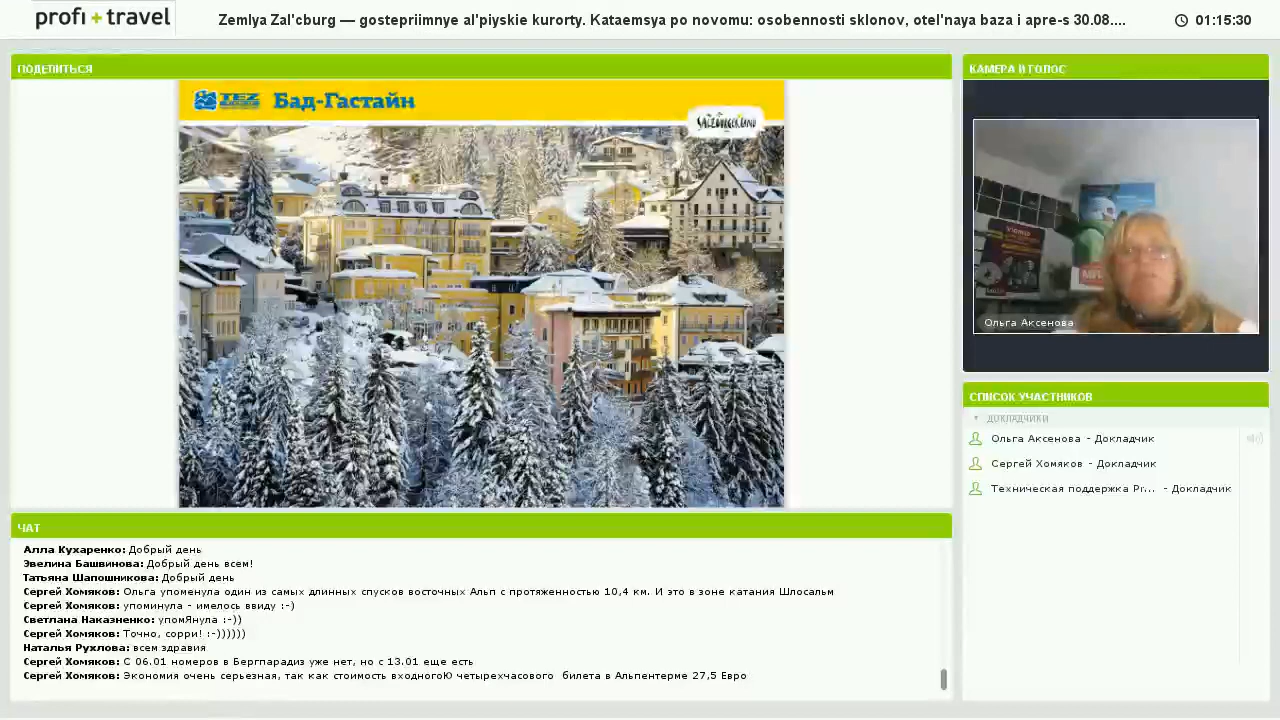 profi + travel
Zemlya Zal'cburg — gostepriimnye al'piyskie kurorty. Kataemsya po novomu: osobennosti sklonov, otel'naya baza i apre-s 30.08....
01:15:30
ПОДЕЛИТЬСЯ
TEZ
Бад-Гастайн
SALZBURGERLAND
КАМЕРА И ГОЛОС
Ольга Аксенова
СПИСОК УЧАСТНИКОВ
ДОКЛАДЧИКИ
Ольга Аксенова - Докладчик
Сергей Хомяков - Докладчик
Техническая поддержка Pr... - Докладчик
ЧАТ
Алла Кухаренко: Добрый день
Эвелина Башвинова: Добрый день всем!
Татьяна Шапошникова: Добрый день
Сергей Хомяков: Ольга упоменула один из самых длинных спусков восточных Альп с протяженностью 10,4 км. И это в зоне катания Шлосальм
Сергей Хомяков: упоминула - имелось ввиду :-)
Светлана Наказненко: упомЯнула :-))
Сергей Хомяков: Точно, сорри! :-))))))
Наталья Рухлова: всем здравия
Сергей Хомяков: С 06.01 номеров в Бергпарадиз уже нет, но с 13.01 еще есть
Сергей Хомяков: Экономия очень серьезная, так как стоимость входногоЮ четырехчасового  билета в Альпентерме 27,5 Евро